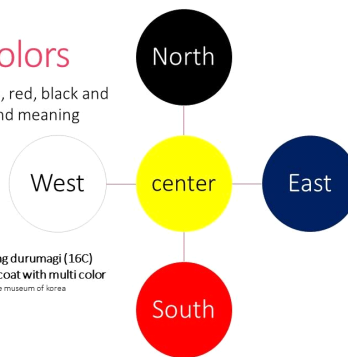 olors
, red, black and
nd meaning
North
West
center
East
South
g durumagi (16C)
coat with multi color
e museum of korea